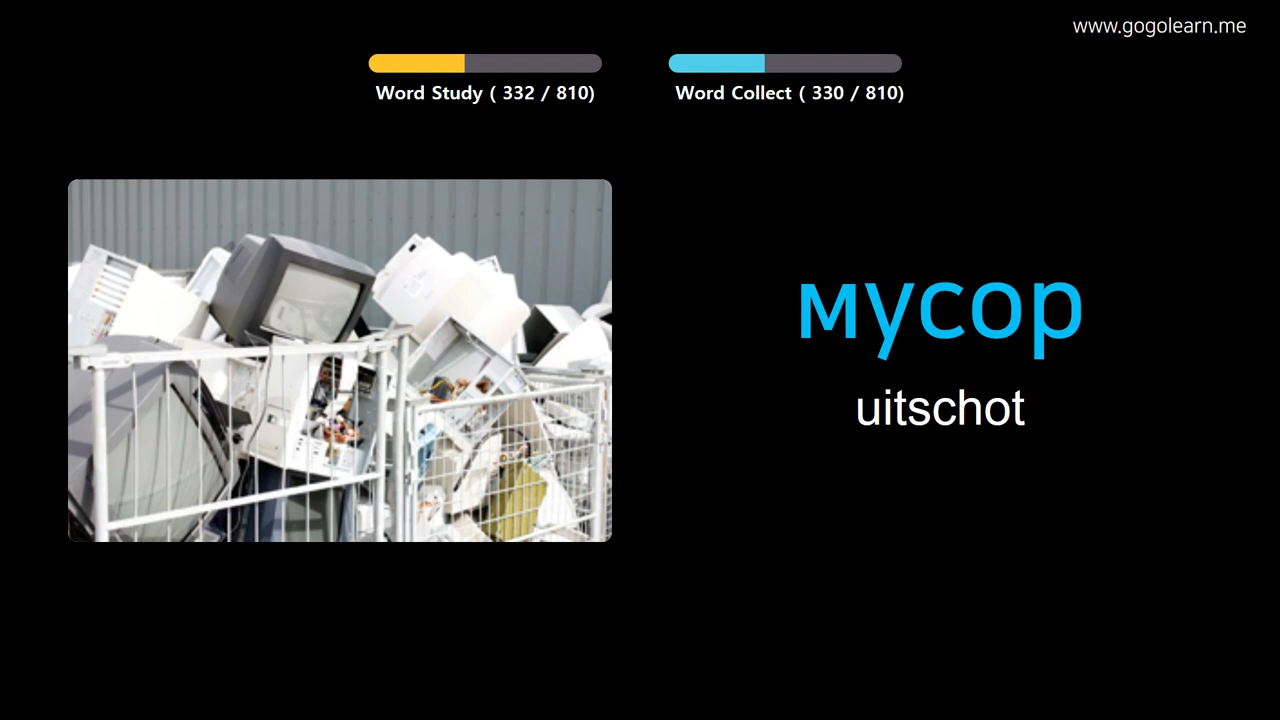 www.gogolearn.me
Word Study ( 332 / 810)
Word Collect ( 330 / 810)
мусор
uitschot